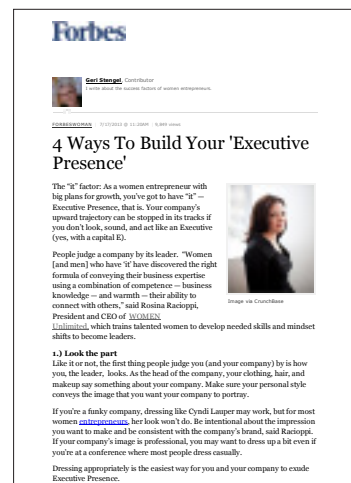 Forbes
Geri Stengel, Contributor
I write about the success factors of women entrepreneurs.
FORBESWOMAN | 7/17/2012 @ 11:20AM | views
4 Ways To Build Your 'Executive
Presence'
The “it” factor: As a women entrepreneur with
big plans for growth, you’ve got to have “it” —
Executive Presence, that is. Your company’s
upward trajectory can be stopped in its tracks if
you don’t look, sound, and act like an Executive
(yes, with a capital E).
People judge a company by its leader.  “Women
[and men] who have ‘it’ have discovered the right
formula of conveying their business expertise
using a combination of competence — business
knowledge — and warmth — their ability to
connect with others,” said Rosina Racioppi,
President and CEO of WOMEN
Unlimited, which trains talented women to develop needed skills and mindset
shifts to become leaders.
Image via CrunchBase
1.) Look the part
Like it or not, the first thing people judge you (and your company) by is how
you, the leader,  looks. As the head of the company, your clothing, hair, and
makeup say something about your company. Make sure your personal style
conveys the image that you want your company to portray.
If you’re a funky company, dressing like Cyndi Lauper may work, but for most
women entrepreneurs, her look won’t do. Be intentional about the impression
you want to make and be consistent with the company’s brand, said Racioppi.
If your company’s image is professional, you may want to dress up a bit even if
you’re at a conference where most people dress casually.
Dressing appropriately is the easiest way for you and your company to exude
Executive Presence.